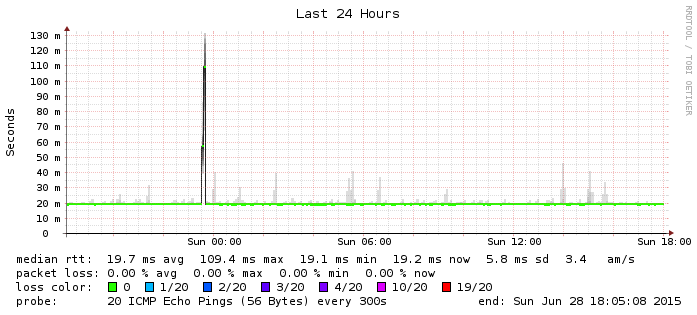 Last 24 Hours
RRDTOOL / TOBI OETIKER
Seconds
130 m
120 m
110 m
100 m
90 m
80 m
70 m
60 m
50 m
40 m
30 m
20 m
10 m
0
Sun 00:00 Sun 06:00 Sun 12:00 Sun 18:00
median rtt: 19.7 ms avg 109.4 ms max 19.1 ms min 19.2 ms now 5.8 ms sd 3.4 am/s
packet loss: 0.00 % avg 0.00 % max 0.00 % min 0.00 % now
loss color: 0 1/20 2/20 3/20 4/20 10/20 19/20
probe: 20 ICMP Echo Pings (56 Bytes) every 300s end: Sun Jun 28 18:05:08 2015